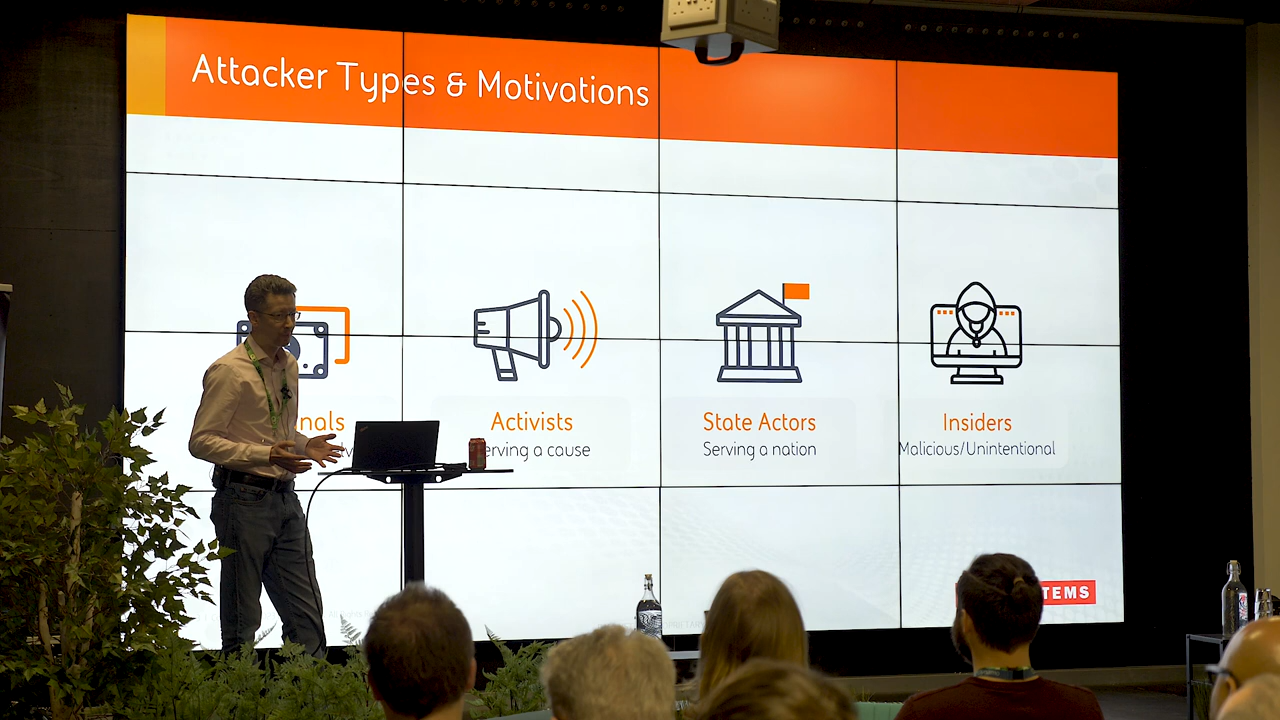 Attacker Types & Motivations
nals
Activists
State Actors
Insiders
erving a cause
Serving a nation
Malicious/Unintentional
TEMS